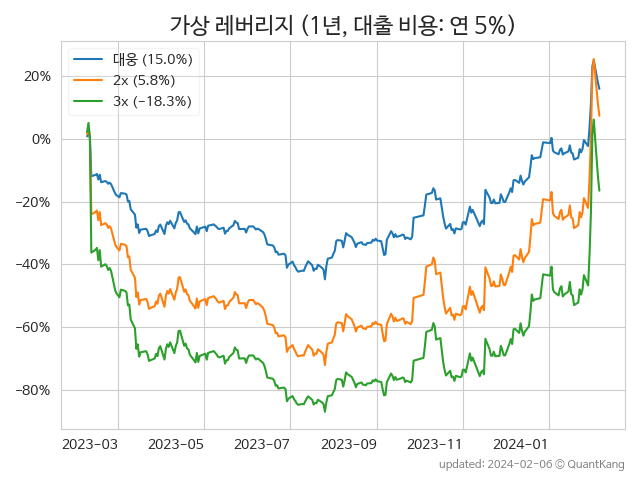 가상 레버리지 (1년, 대출 비용: 연 5%)
대웅 (15.0%)
2x (5.8%)
3x (−18.3%)
20%
0%
−20%
−40%
−60%
−80%
2023-03 2023-05 2023-07 2023-09 2023-11 2024-01
updated: 2024-02-06 © QuantKang